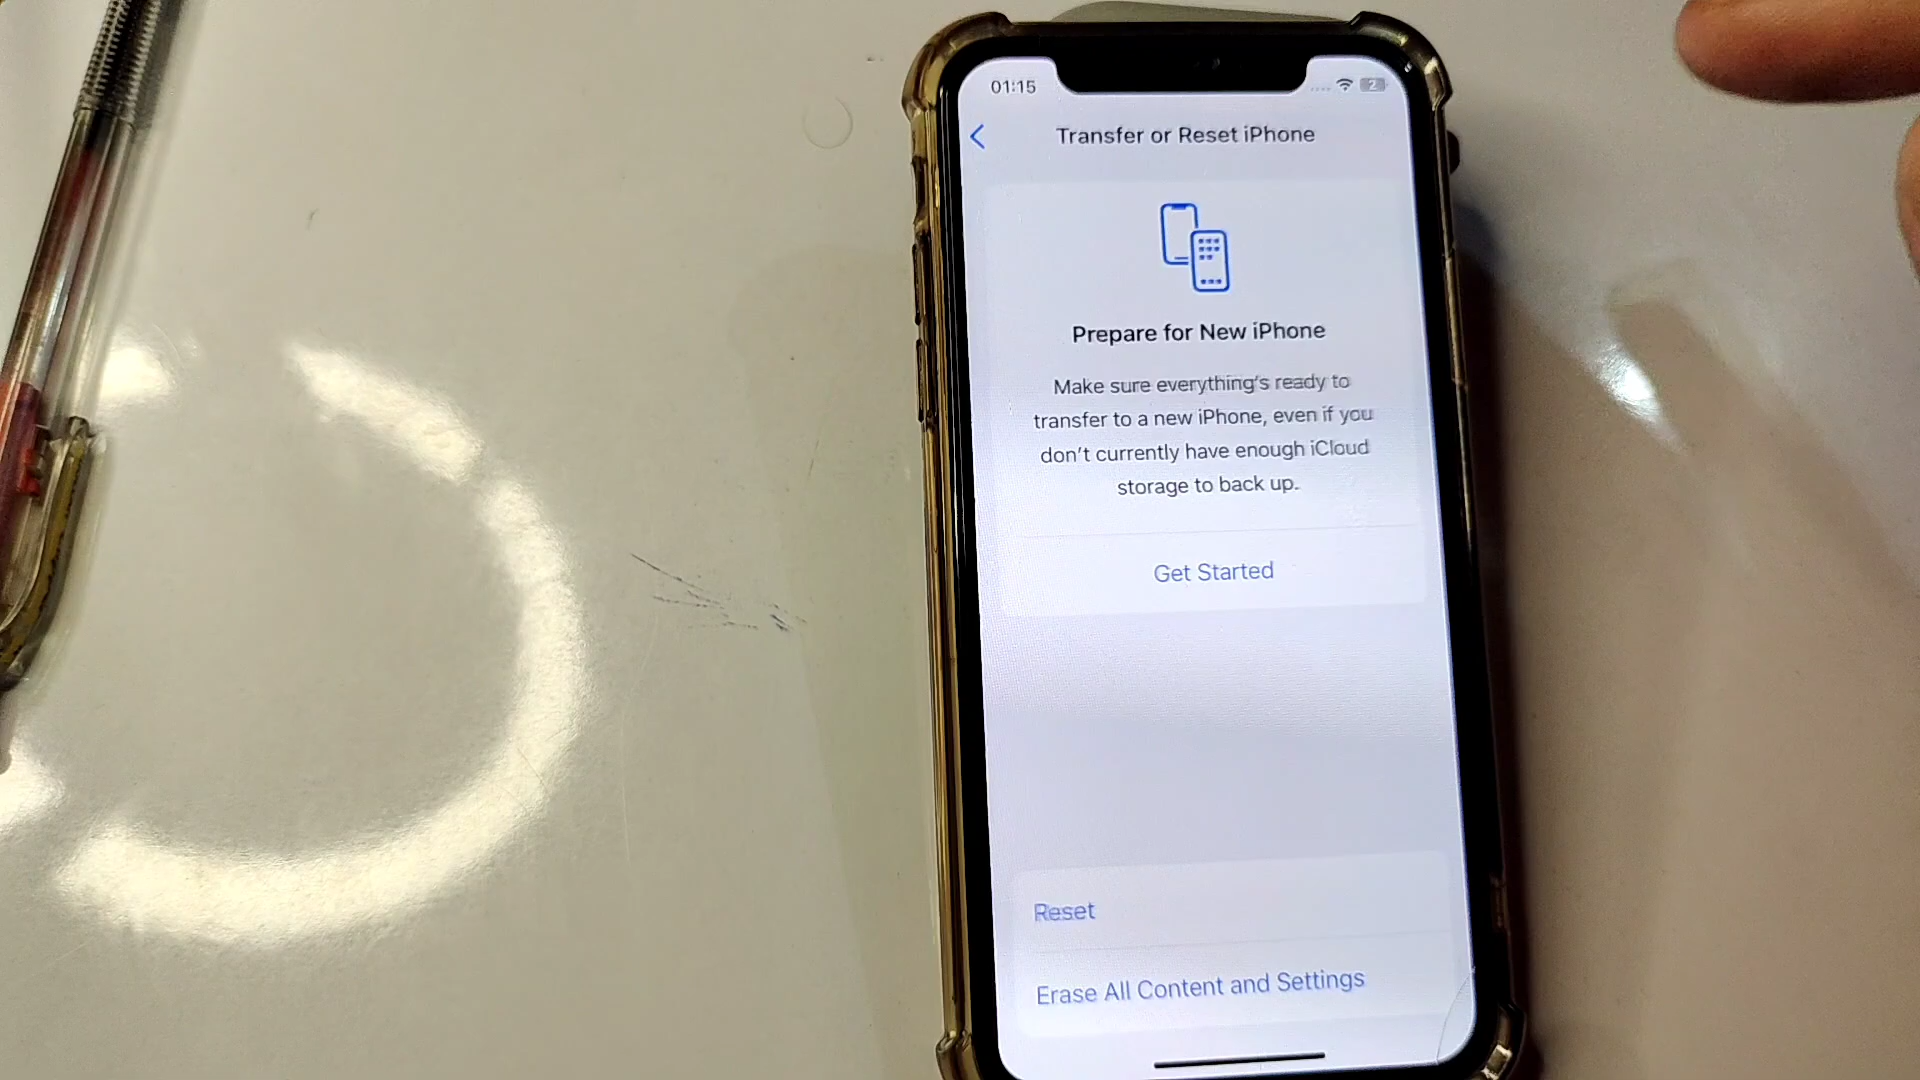 01:15
2
Transfer or Reset iPhone
Prepare for New iPhone
Make sure everything's ready to
transfer to a new iPhone, even if you
don't currently have enough iCloud
storage to back up.
Get Started
Reset
Erase All Content and Settings